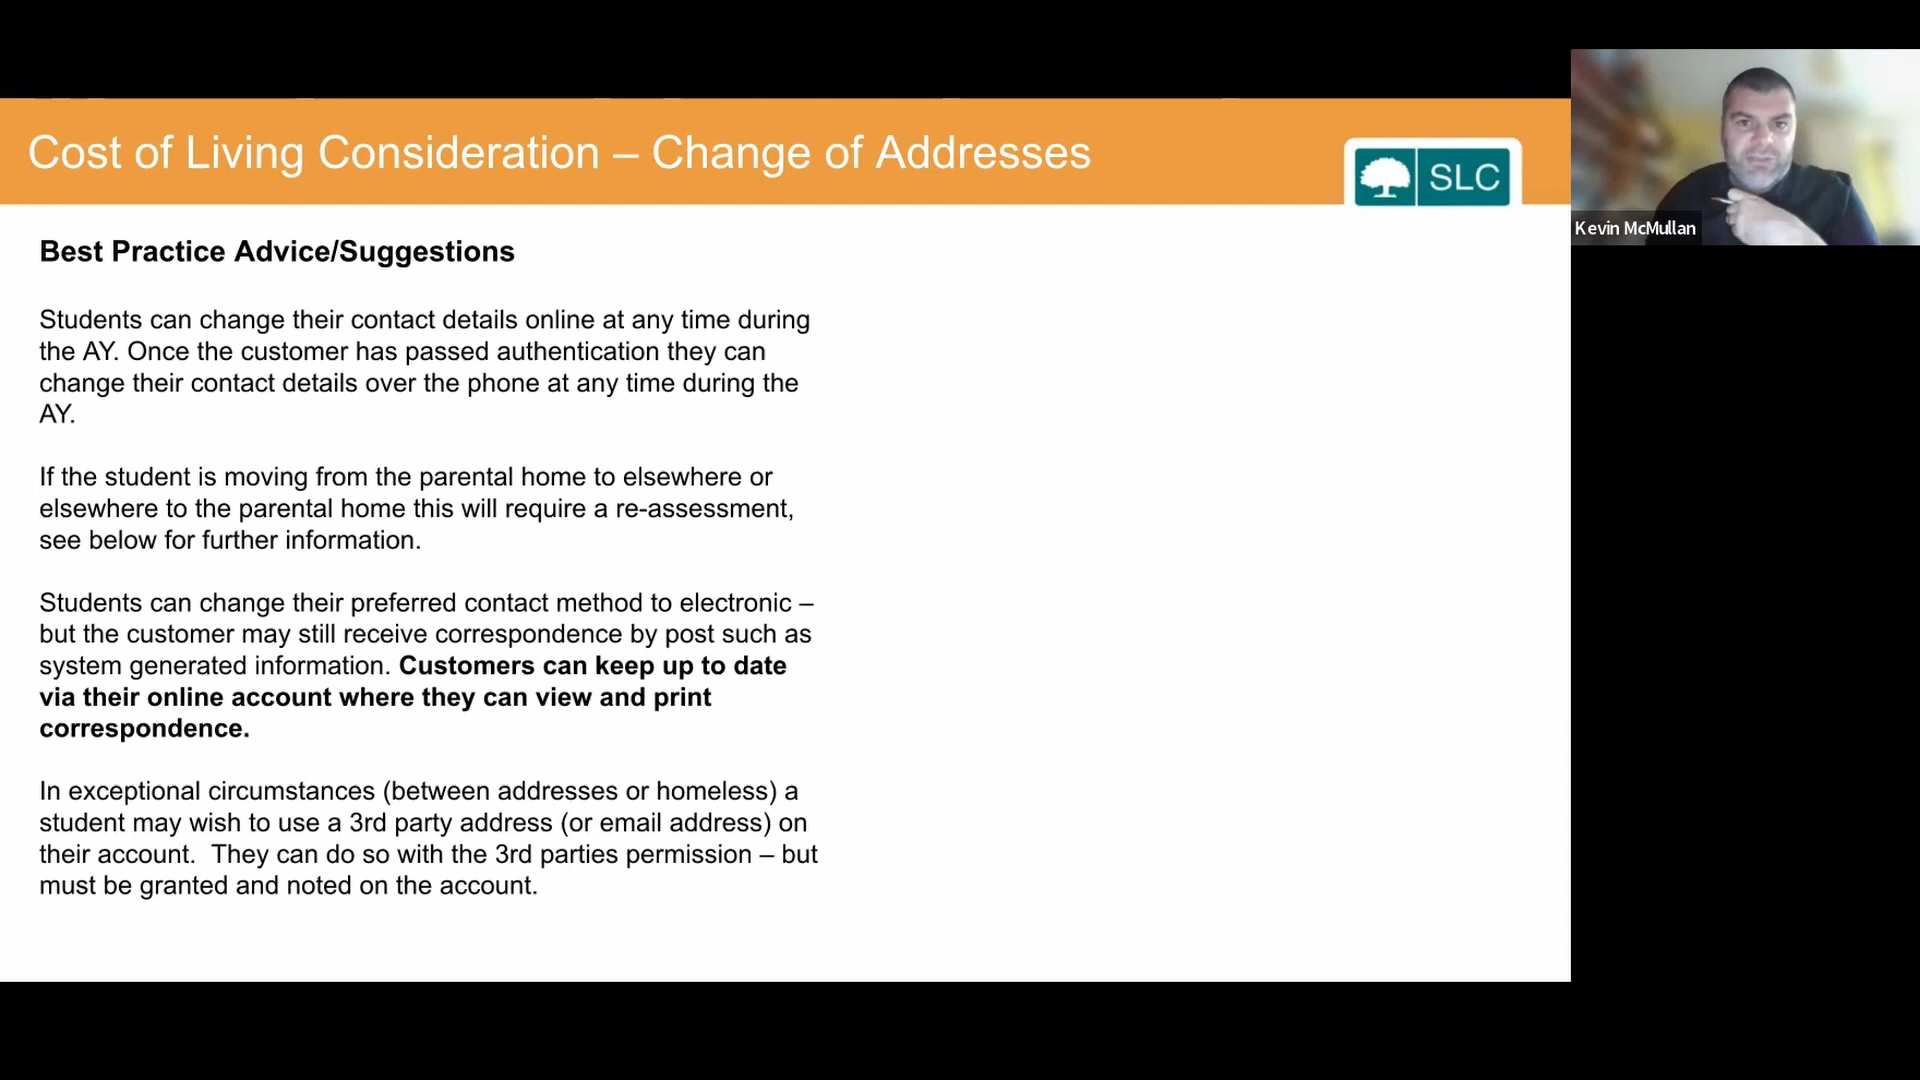 Cost of Living Consideration – Change of Addresses
SLC
Kevin McMullan
Best Practice Advice/Suggestions
Students can change their contact details online at any time during
the AY. Once the customer has passed authentication they can
change their contact details over the phone at any time during the
AY.
If the student is moving from the parental home to elsewhere or
elsewhere to the parental home this will require a re-assessment,
see below for further information.
Students can change their preferred contact method to electronic –
but the customer may still receive correspondence by post such as
system generated information. Customers can keep up to date
via their online account where they can view and print
correspondence.
In exceptional circumstances (between addresses or homeless) a
student may wish to use a 3rd party address (or email address) on
their account.  They can do so with the 3rd parties permission – but
must be granted and noted on the account.